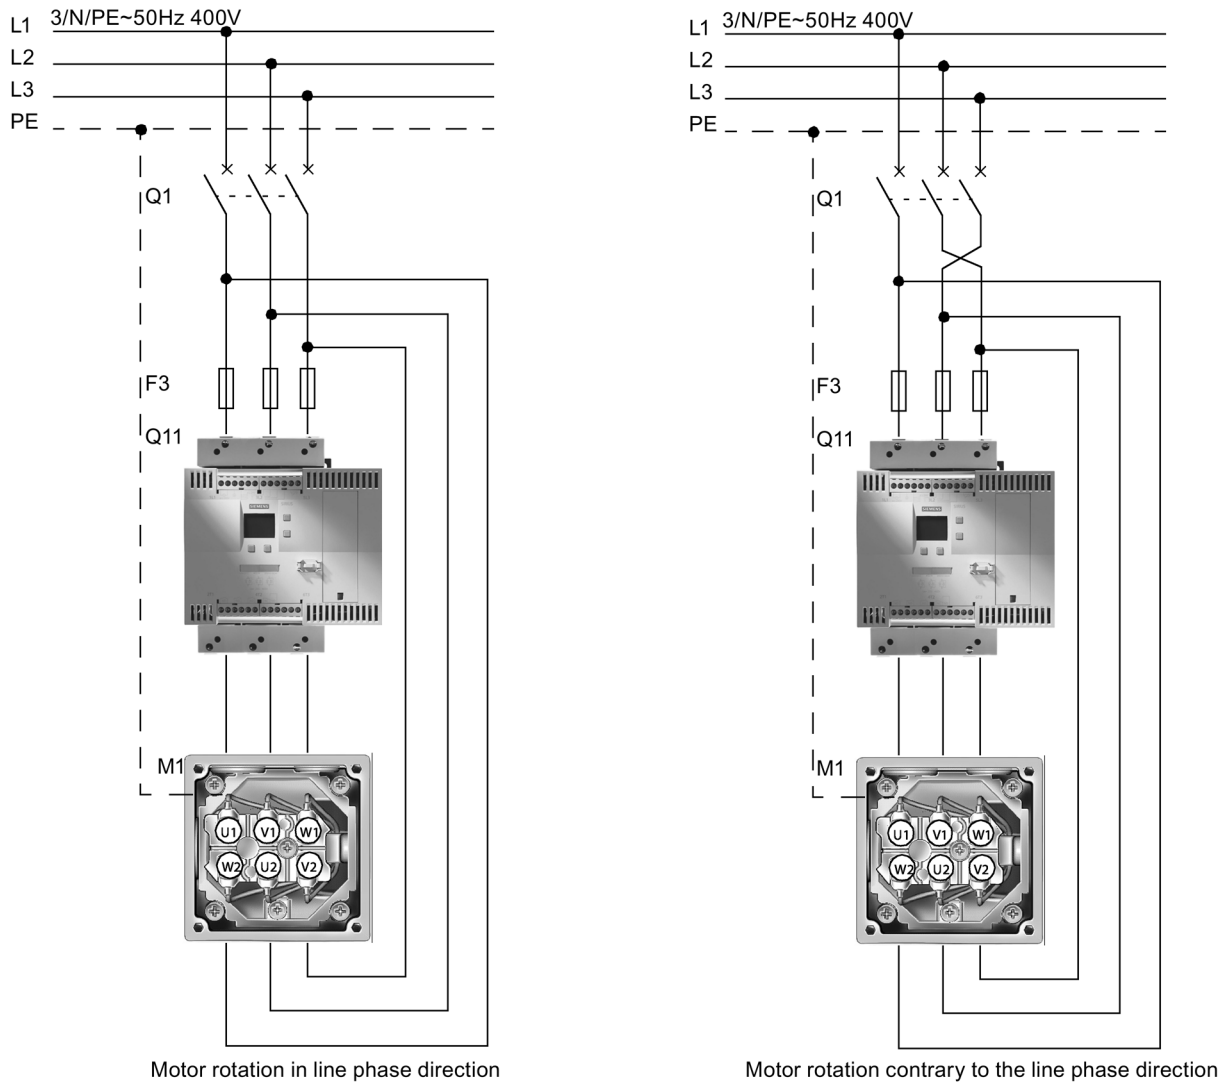 3/N/PE~50Hz 400V
L1
L2
L3
PE
Q1
F3
Q11
SIEMENS
M1
U1 V1 W1
W2 U2 V2
Motor rotation in line phase direction
3/N/PE~50Hz 400V
L1
L2
L3
PE
Q1
F3
Q11
SIEMENS
M1
U1 V1 W1
W2 U2 V2
Motor rotation contrary to the line phase direction